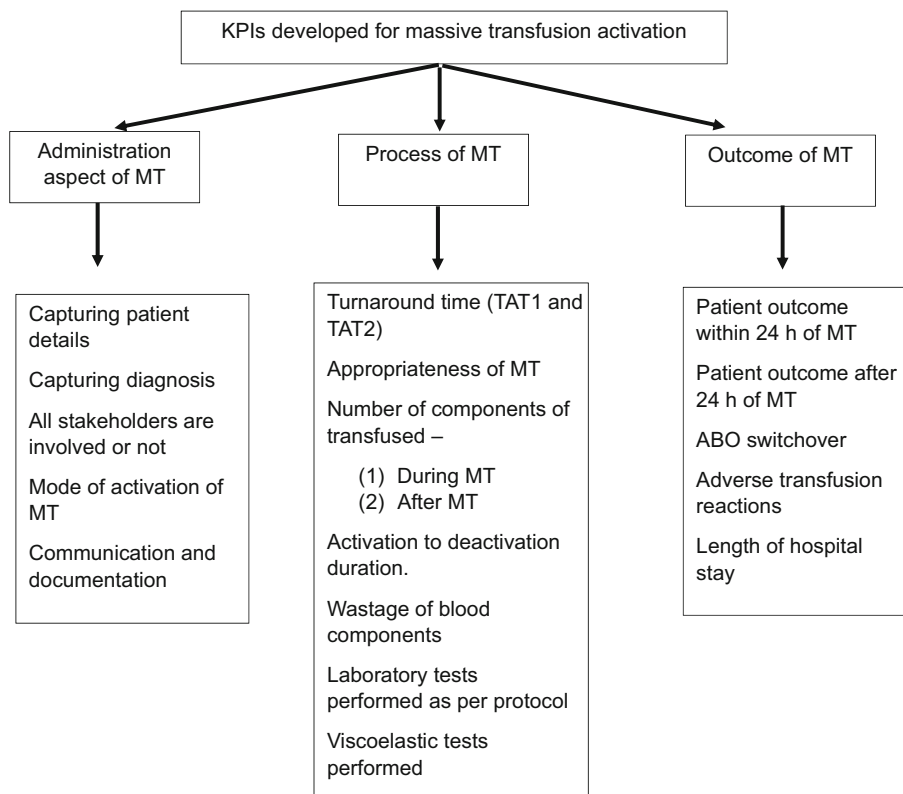 KPIs developed for massive transfusion activation
Administration
aspect of MT
Process of MT
Outcome of MT
Capturing patient
details
Capturing diagnosis
All stakeholders are
involved or not
Mode of activation of
MT
Communication and
documentation
Turnaround time (TAT1 and
TAT2)
Appropriateness of MT
Number of components of
transfused –
(1) During MT
(2) After MT
Activation to deactivation
duration.
Wastage of blood
components
Laboratory tests
performed as per protocol
Viscoelastic tests
performed
Patient outcome
within 24 h of MT
Patient outcome after
24 h of MT
ABO switchover
Adverse transfusion
reactions
Length of hospital
stay